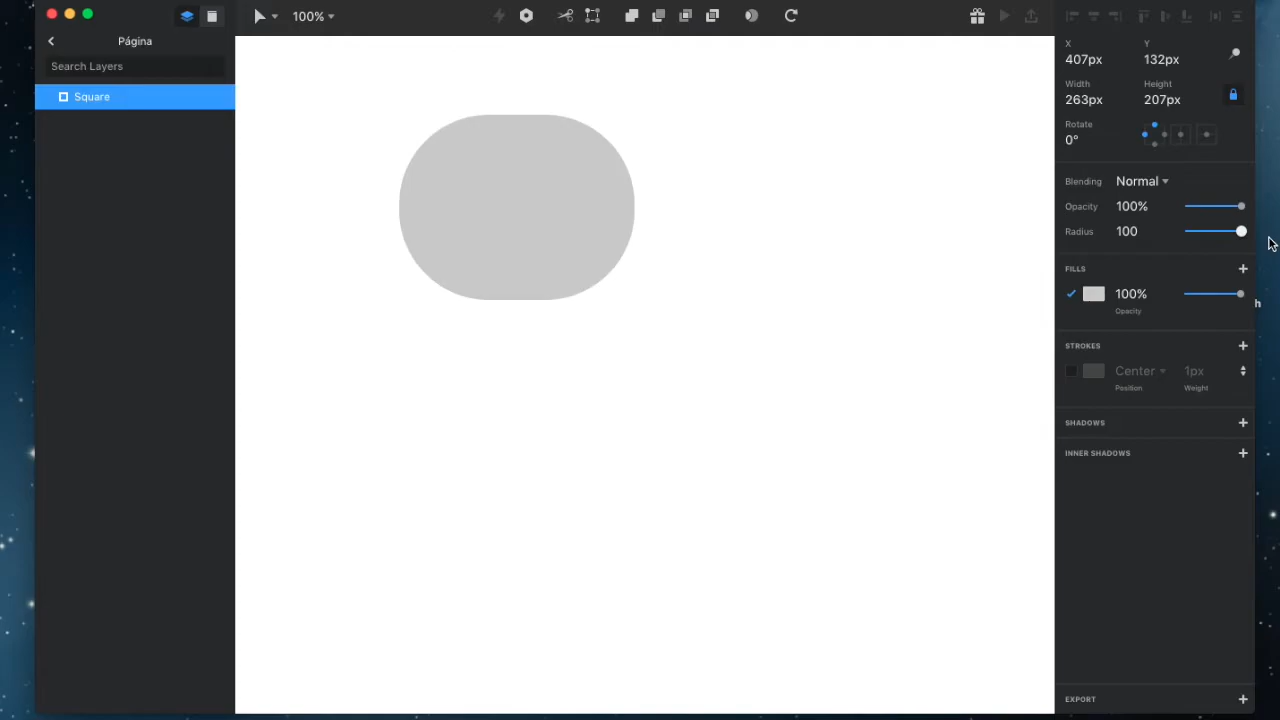 100%
Página
Search Layers
Square
X
Y
407px
132px
Width
Height
263px
207px
Rotate
0°
Blending
Normal
Opacity
100%
Radius
100
FILLS
100%
Opacity
h
STROKES
Center
1px
Position
Weight
SHADOWS
INNER SHADOWS
EXPORT